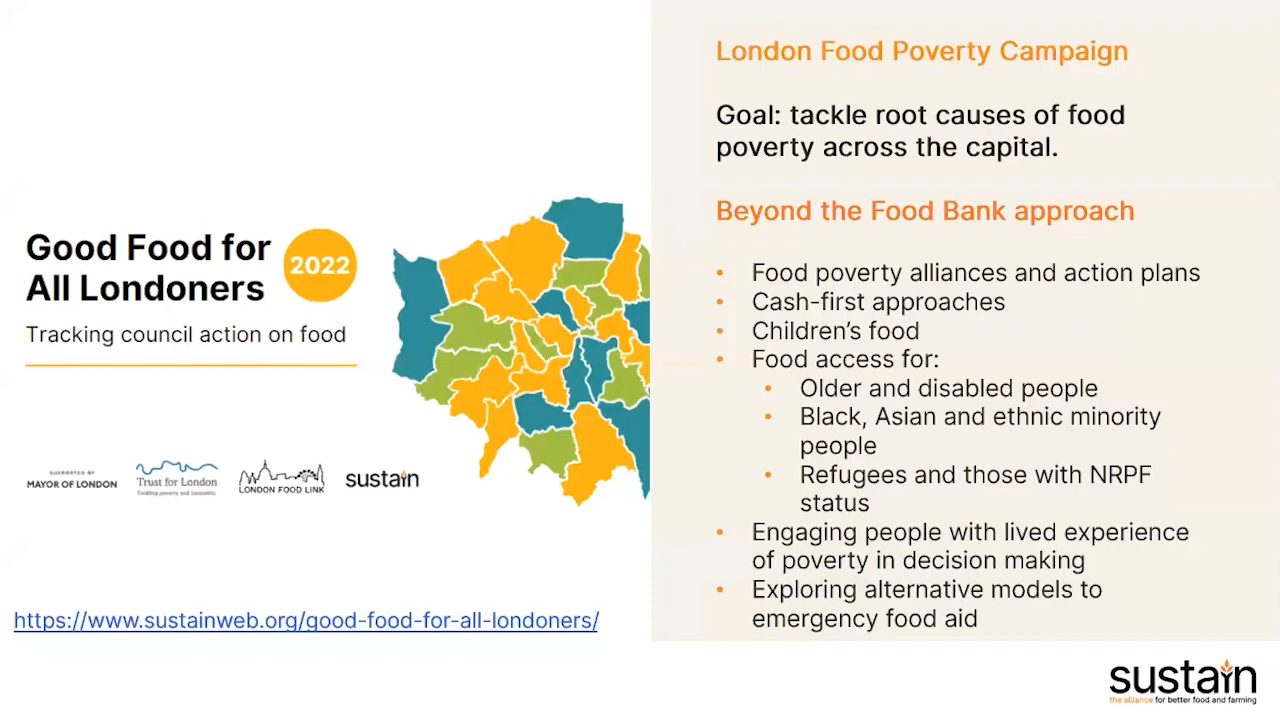 Good Food for
All Londoners
2022
Tracking council action on food
SUPPORTED BY
MAYOR OF LONDON
Trust for London
Tackling poverty and inequality
LONDON FOOD LINK
sustain
https://www.sustainweb.org/good-food-for-all-londoners/
London Food Poverty Campaign
Goal: tackle root causes of food
poverty across the capital.
Beyond the Food Bank approach
• Food poverty alliances and action plans
• Cash-first approaches
• Children’s food
• Food access for:
• Older and disabled people
• Black, Asian and ethnic minority
people
• Refugees and those with NRPF
status
• Engaging people with lived experience
of poverty in decision making
• Exploring alternative models to
emergency food aid
sustain
the alliance for better food and farming